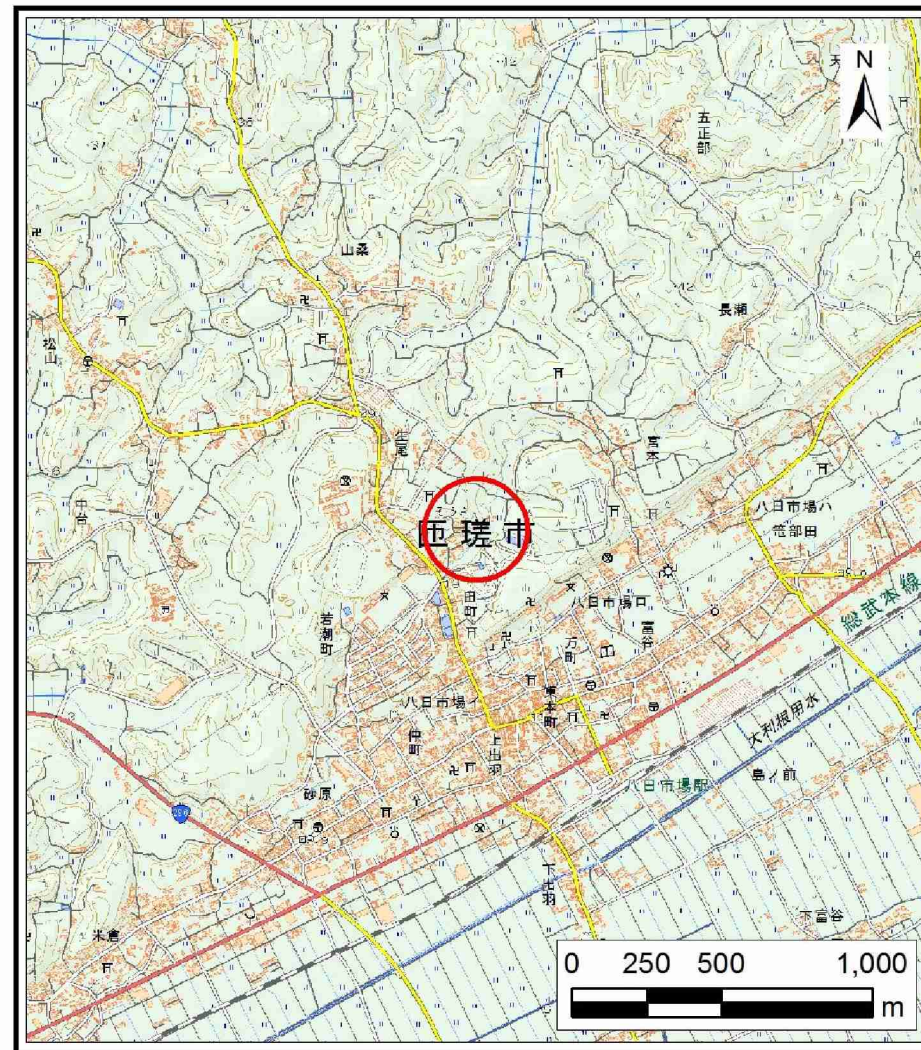 N
五正部
山桑
長瀬
松山
生尾
宮本
中台
匝瑳市
八日市場ハ
籠部田
田町
八日市場ロ
若潮町
万町
富谷
総武本線
八日市場イ
東本町
仲町
上出羽
大利根用水
島ノ前
八日市場駅
砂原
下出羽
米倉
下富谷
0 250 500 1,000
m